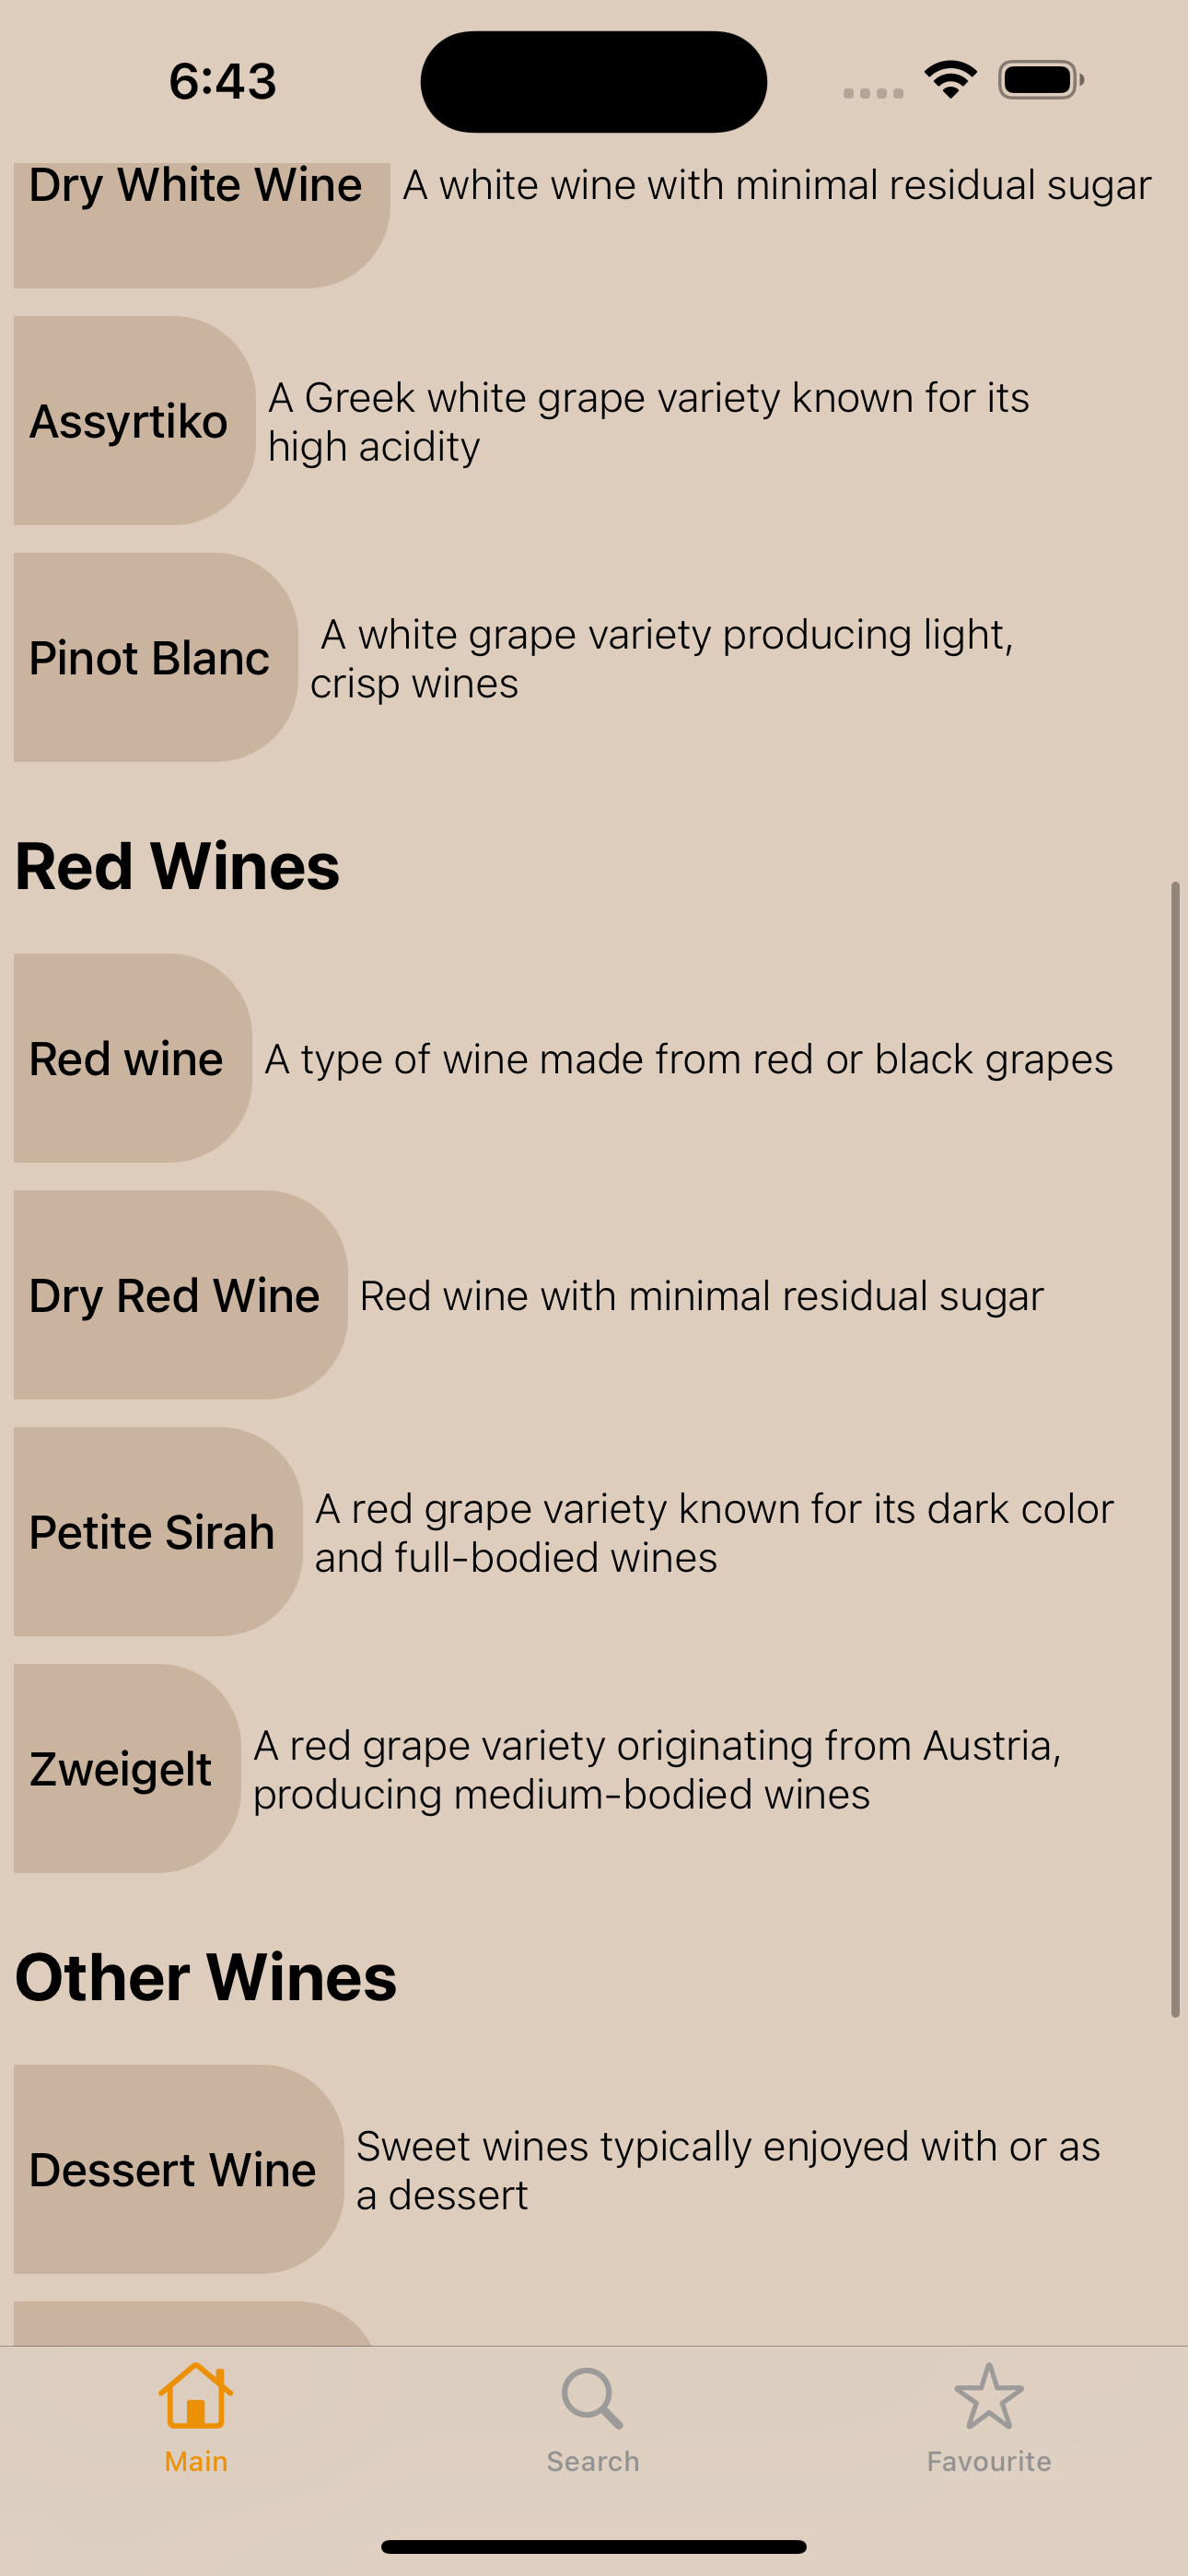 6:43
Dry White Wine A white wine with minimal residual sugar
Assyrtiko A Greek white grape variety known for its
high acidity
Pinot Blanc A white grape variety producing light,
crisp wines
Red Wines
Red wine A type of wine made from red or black grapes
Dry Red Wine Red wine with minimal residual sugar
Petite Sirah A red grape variety known for its dark color
and full-bodied wines
Zweigelt A red grape variety originating from Austria,
producing medium-bodied wines
Other Wines
Dessert Wine Sweet wines typically enjoyed with or as
a dessert
Main Search Favourite